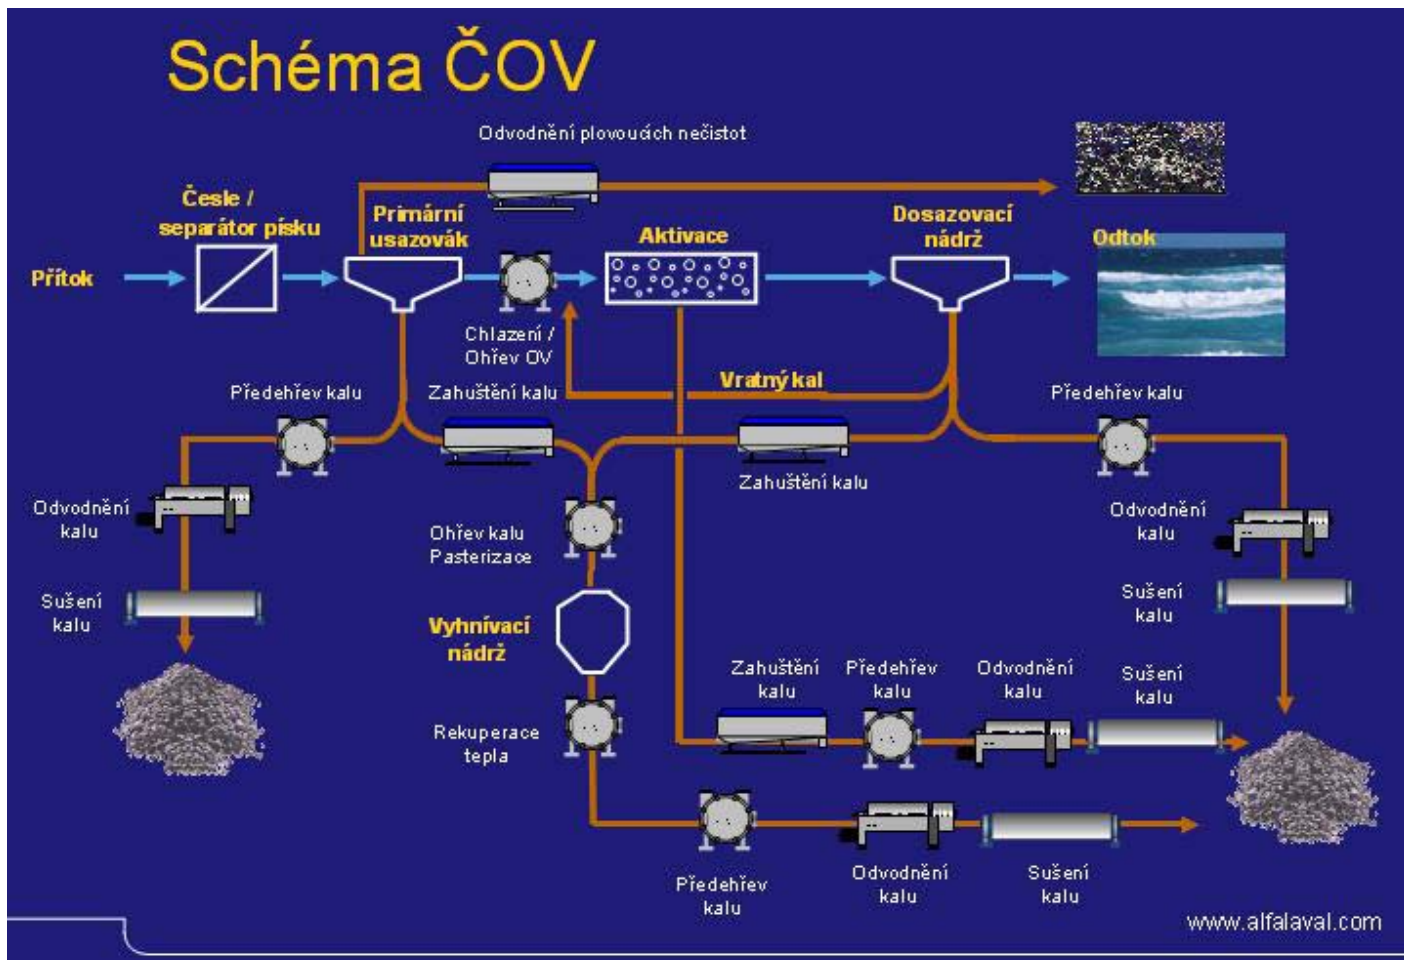 Schéma ČOV
Odvodnění plovoucích nečistot
Česle /
separátor písku
Primární
usazovák
Aktivace
Dosazovací
nádrž
Odtok
Přítok
Chlazení /
Ohřev OV
Vratný kal
Předehřev kalu
Zahuštění kalu
Předehřev kalu
Zahuštění kalu
Odvodnění
kalu
Ohřev kalu
Pasterizace
Odvodnění
kalu
Sušení
kalu
Sušení
kalu
Vyhnívací
nádrž
Zahuštění
kalu
Předehřev
kalu
Odvodnění
kalu
Sušení
kalu
Rekuperace
tepla
Předehřev
kalu
Odvodnění
kalu
Sušení
kalu
www.alfalaval.com